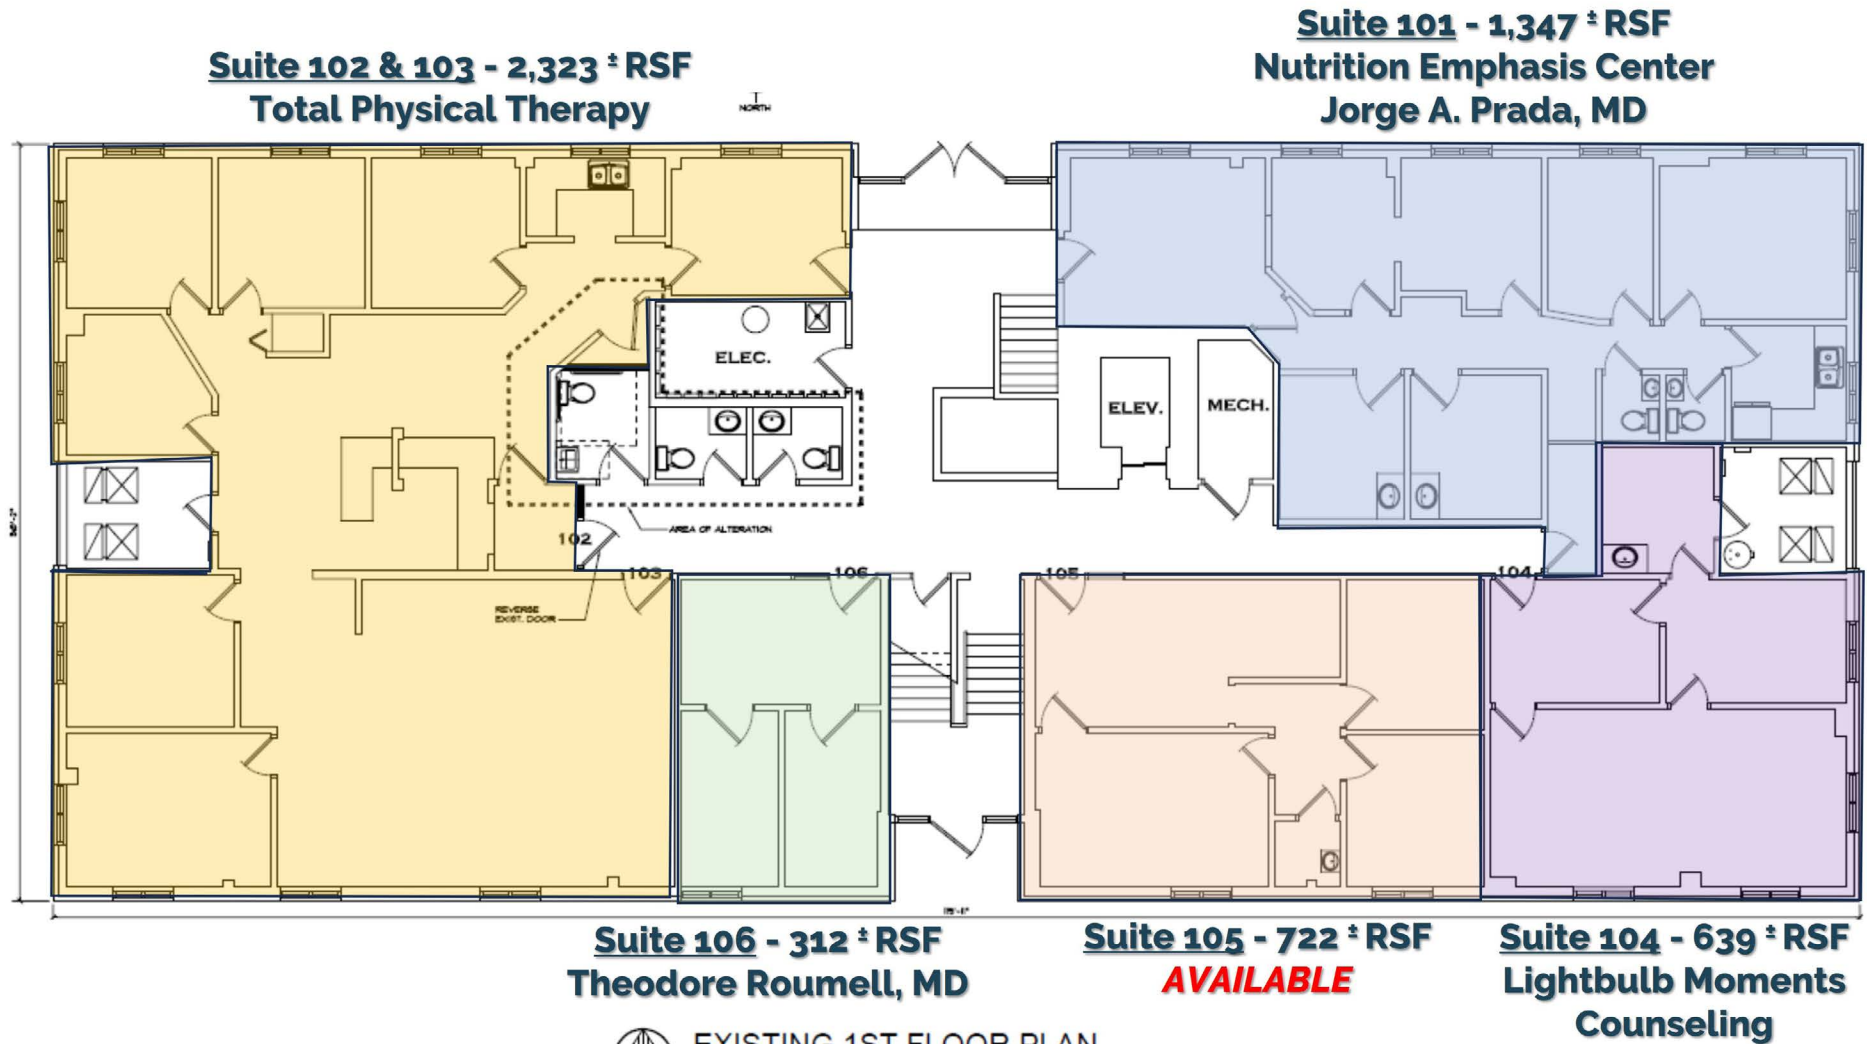 Suite 101 - 1,347 ± RSF
Nutrition Emphasis Center
Jorge A. Prada, MD
Suite 102 & 103 - 2,323 ± RSF
Total Physical Therapy
NORTH
ELEC.
ELEV.
MECH.
AREA OF ALTERATION
102
103
106
105
104
REVERSE
EXIST. DOOR
Suite 106 - 312 ± RSF
Theodore Roumell, MD
Suite 105 - 722 ± RSF
AVAILABLE
Suite 104 - 639 ± RSF
Lightbulb Moments
Counseling
EXISTING 1ST FLOOR PLAN